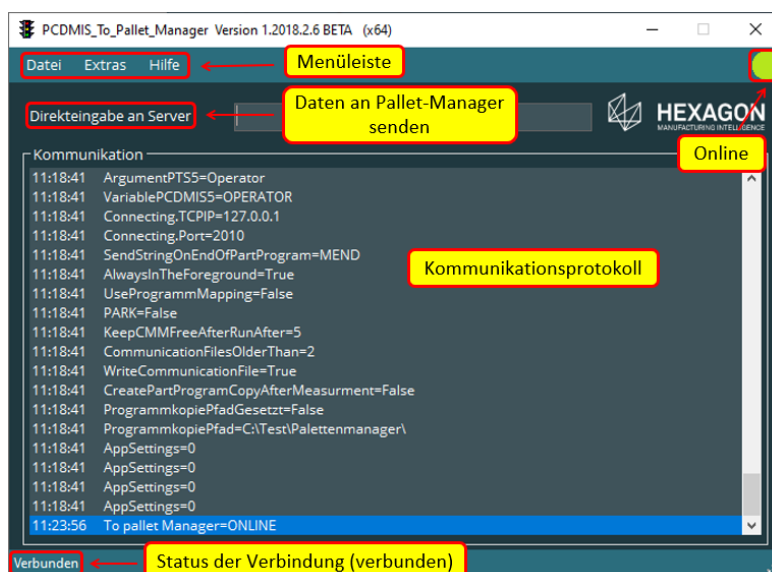 PCDMIS_To_Pallet_Manager Version 1.2018.2.6 BETA (x64)
Datei Extras Hilfe
Menüleiste
Direkteingabe an Server
Daten an Pallet-Manager
senden
HEXAGON
MANUFACTURING INTELLIGENCE
Online
Kommunikation
11:18:41 ArgumentPTS5=Operator
11:18:41 VariablePCDMIS5=OPERATOR
11:18:41 Connecting.TCPIP=127.0.0.1
11:18:41 Connecting.Port=2010
11:18:41 SendStringOnEndOfPartProgram=MEND
11:18:41 AlwaysInTheForeground=True
11:18:41 UseProgrammMapping=False
11:18:41 PARK=False
11:18:41 KeepCMMFreeAfterRunAfter=5
11:18:41 CommunicationFilesOlderThan=2
11:18:41 WriteCommunicationFile=True
11:18:41 CreatePartProgramCopyAfterMeasurment=False
11:18:41 ProgrammkopiePfadGesetzt=False
11:18:41 ProgrammkopiePfad=C:\Test\Palettenmanager\
11:18:41 AppSettings=0
11:18:41 AppSettings=0
11:18:41 AppSettings=0
11:18:41 AppSettings=0
11:23:56 To pallet Manager=ONLINE
Kommunikationsprotokoll
Verbunden
Status der Verbindung (verbunden)